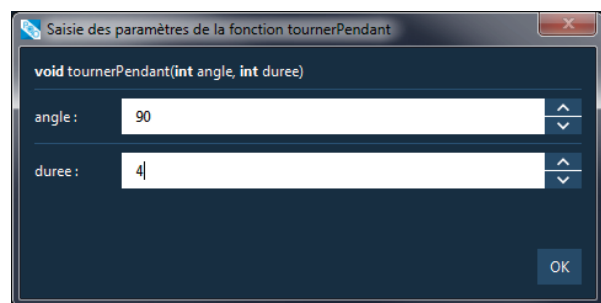 Saisie des paramètres de la fonction tournerPendant
void tournerPendant(int angle, int duree)
angle : 90
duree : 4
OK